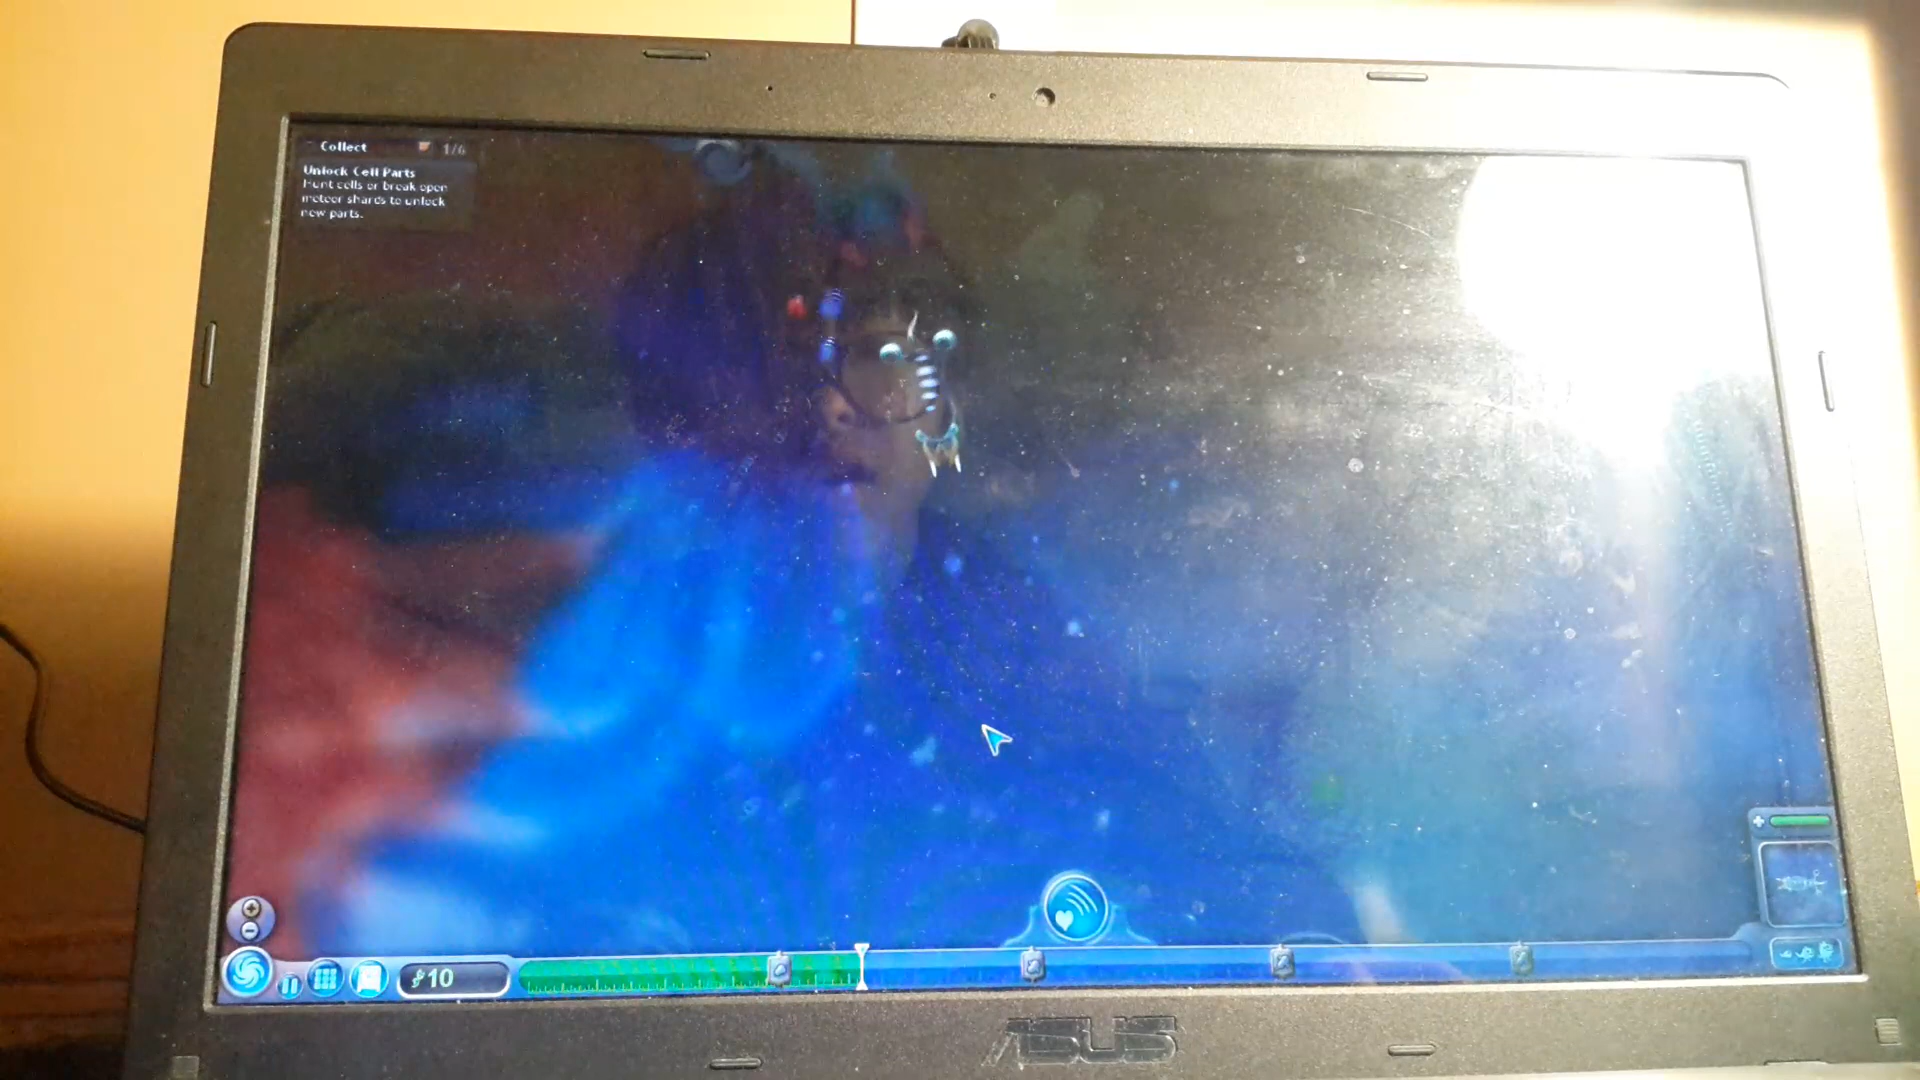 Collect 1/6
Unlock Cell Parts
Hunt cells or break open
meteor shards to unlock
new parts.
10
ASUS